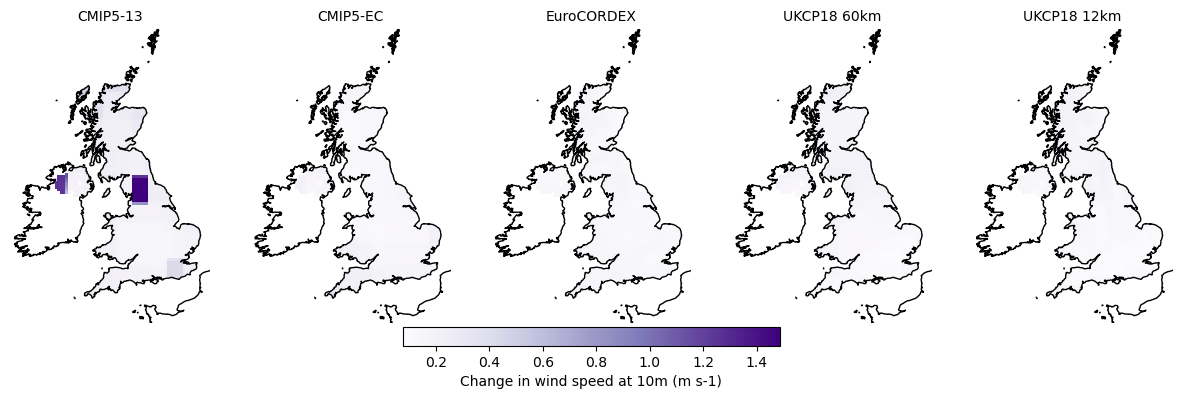 CMIP5-13 CMIP5-EC EuroCORDEX UKCP18 60km UKCP18 12km
0.2 0.4 0.6 0.8 1.0 1.2 1.4
Change in wind speed at 10m (m s-1)